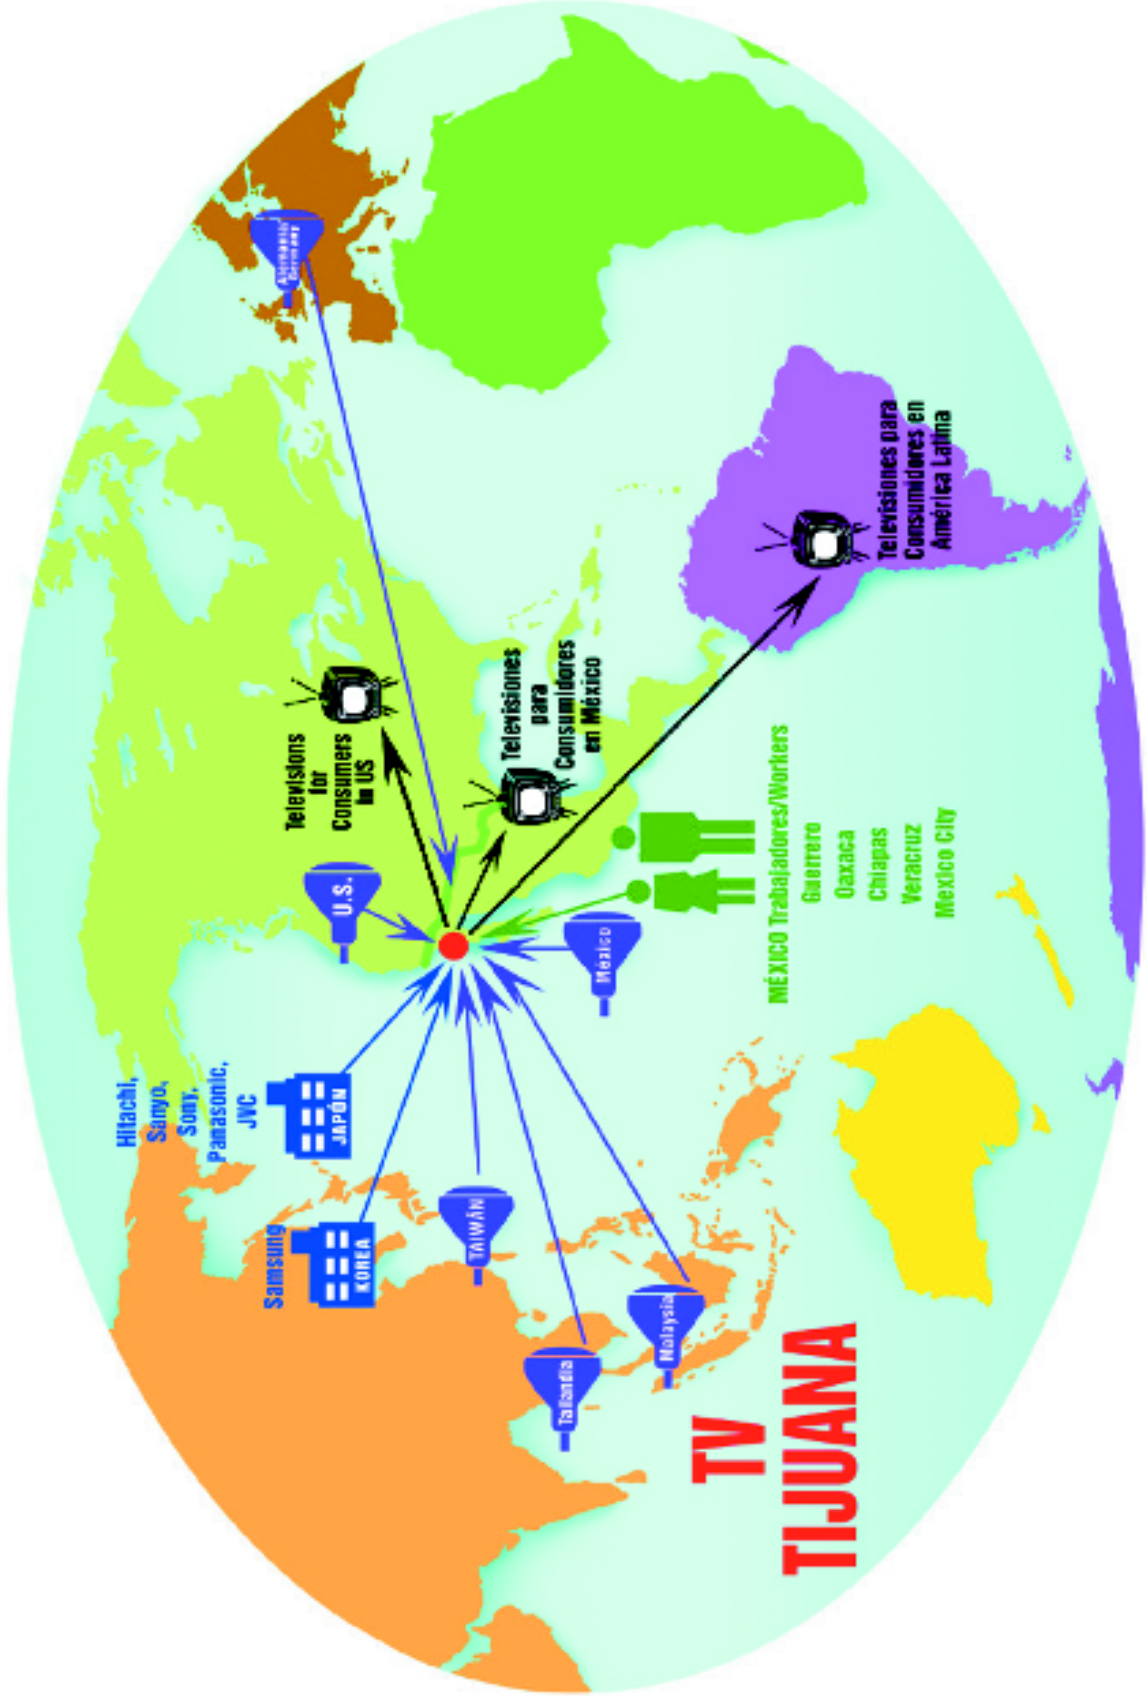 Hitachi,
Sanyo,
Sony,
Panasonic,
JVC
JAPÓN
Samsung
KOREA
TAIWÁN
Tailandia
Malaysia
TV
TIJUANA
U.S.
México
Televisions
for
Consumers
in US
Televisiones
para
Consumidores
en México
MÉXICO Trabajadores/Workers
Guerrero
Oaxaca
Chiapas
Veracruz
Mexico City
Televisiones para
Consumidores en
América Latina
Alemania
Germany